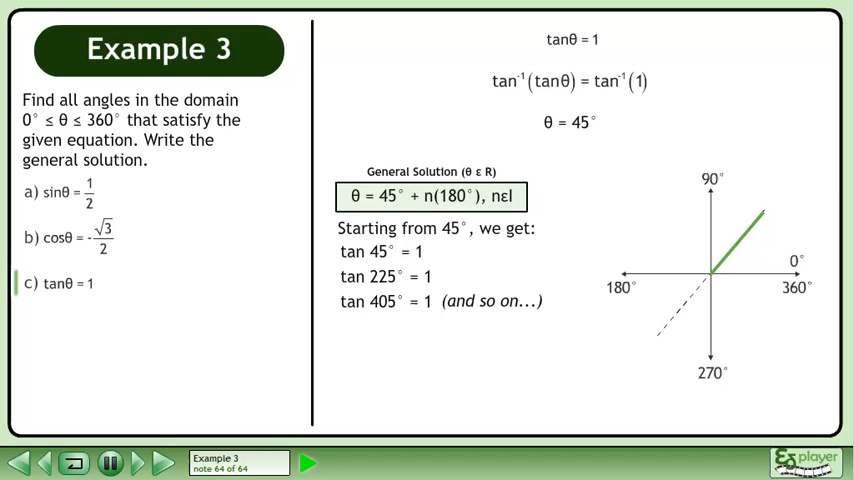 Example 3
Find all angles in the domain
0° ≤ θ ≤ 360° that satisfy the
given equation. Write the
general solution.
a) sinθ = 1/2
b) cosθ = -√3/2
c) tanθ = 1
tanθ = 1
tan⁻¹(tanθ) = tan⁻¹(1)
θ = 45°
General Solution (θ ε R)
θ = 45° + n(180°), nεI
Starting from 45°, we get:
tan 45° = 1
tan 225° = 1
tan 405° = 1 (and so on...)
90°
0°
180°
360°
270°
Example 3
note 64 of 64
player